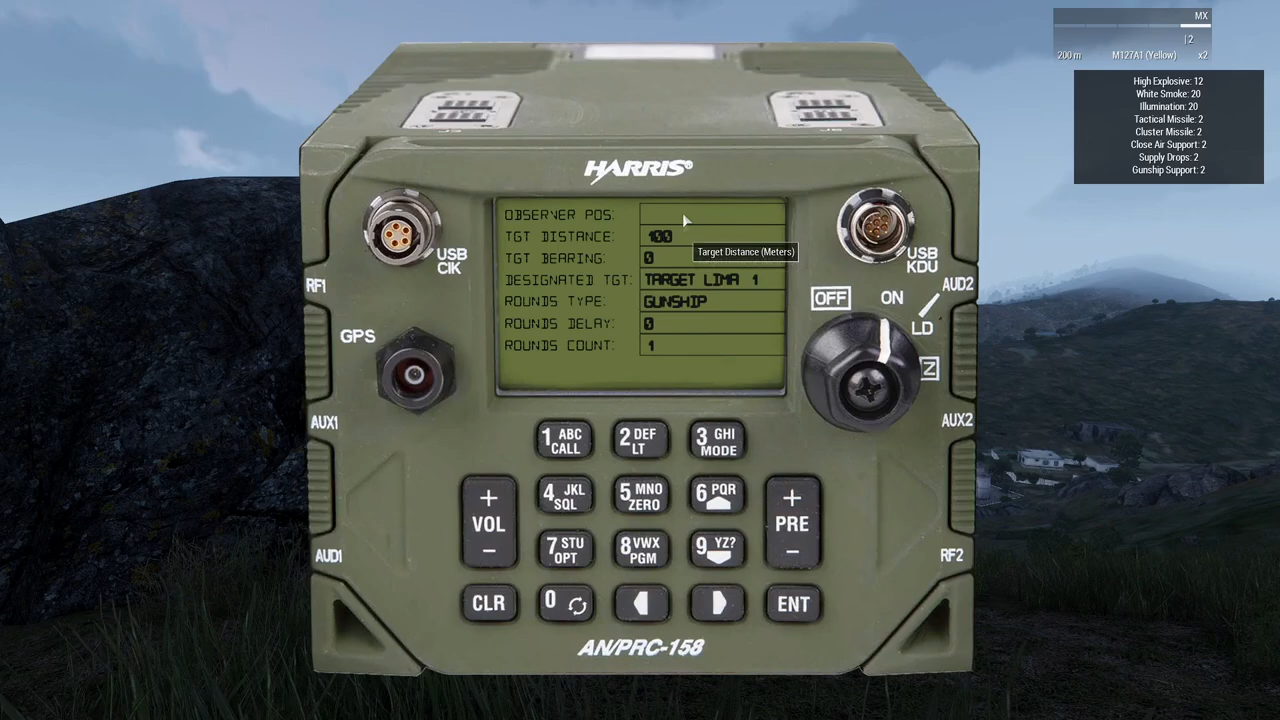 MX
|2
200 m M127A1 (Yellow) x2
High Explosive: 12
White Smoke: 20
Illumination: 20
Tactical Missile: 2
Cluster Missile: 2
Close Air Support: 2
Supply Drops: 2
Gunship Support: 2
HARRIS®
OBSERVER POS:
TGT DISTANCE: 100
Target Distance (Meters)
TGT BEARING: 0
DESIGNATED TGT: TARGET LIMA 1
ROUNDS TYPE: GUNSHIP
ROUNDS DELAY: 0
ROUNDS COUNT: 1
USB
CIK
USB
KDU
RF1
AUD2
OFF ON
LD
Z
GPS
AUX1
AUX2
AUD1
RF2
1 ABC CALL
2 DEF LT
3 GHI MODE
4 JKL SQL
5 MNO ZERO
6 PQR
7 STU OPT
8 VWX PGM
9 YZ?
+ VOL −
+ PRE −
CLR 0 ENT
AN/PRC-158